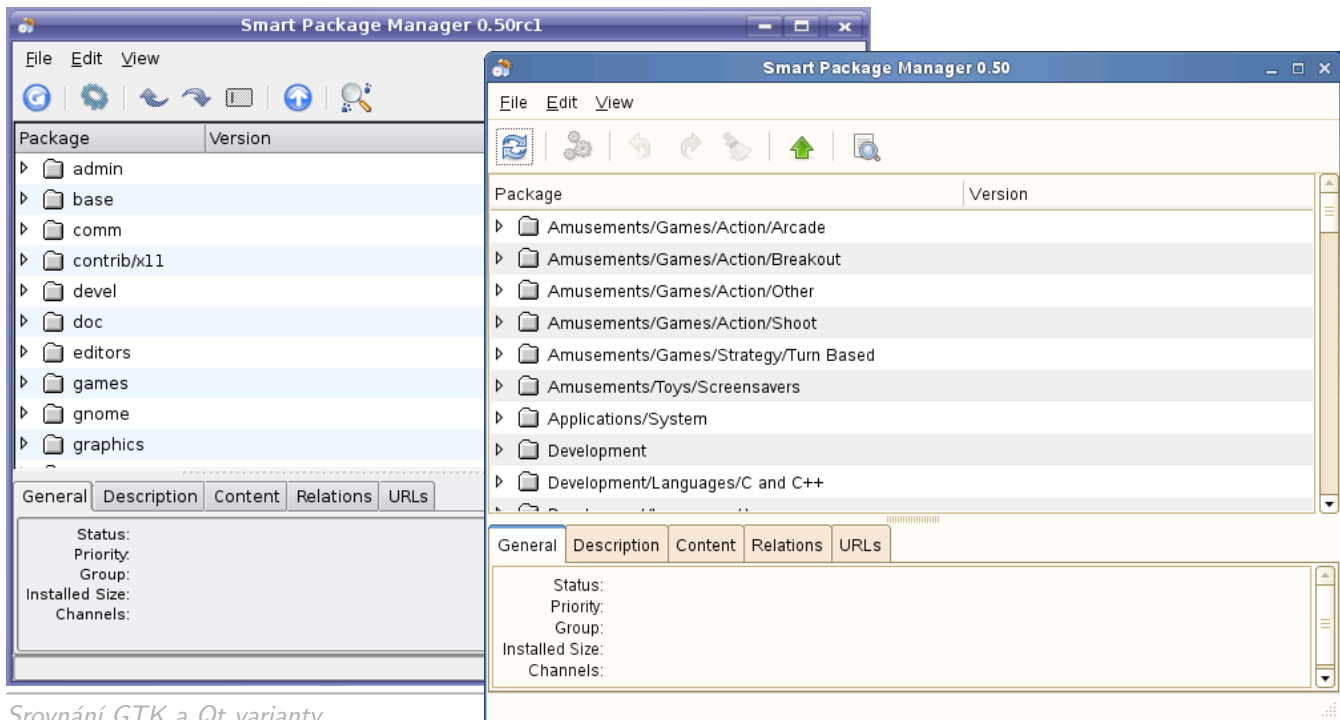 Smart Package Manager 0.50rc1
File Edit View
Package Version
admin
base
comm
contrib/x11
devel
doc
editors
games
gnome
graphics
General Description Content Relations URLs
Status:
Priority:
Group:
Installed Size:
Channels:
Smart Package Manager 0.50
File Edit View
Package Version
Amusements/Games/Action/Arcade
Amusements/Games/Action/Breakout
Amusements/Games/Action/Other
Amusements/Games/Action/Shoot
Amusements/Games/Strategy/Turn Based
Amusements/Toys/Screensavers
Applications/System
Development
Development/Languages/C and C++
General Description Content Relations URLs
Status:
Priority:
Group:
Installed Size:
Channels:
Srovnání GTK a Qt varianty